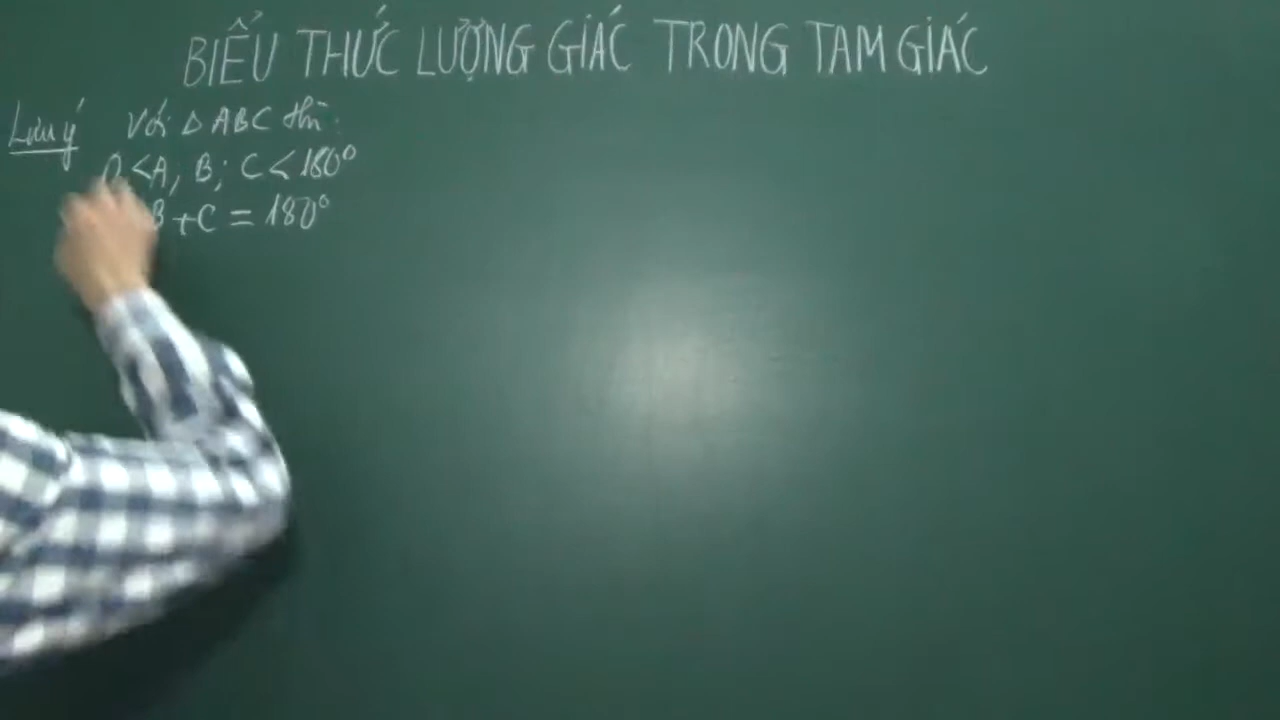 BIỂU THỨC LƯỢNG GIÁC TRONG TAM GIÁC
Lưu ý Với Δ ABC thì:
0 < A, B; C < 180°
B + C = 180°